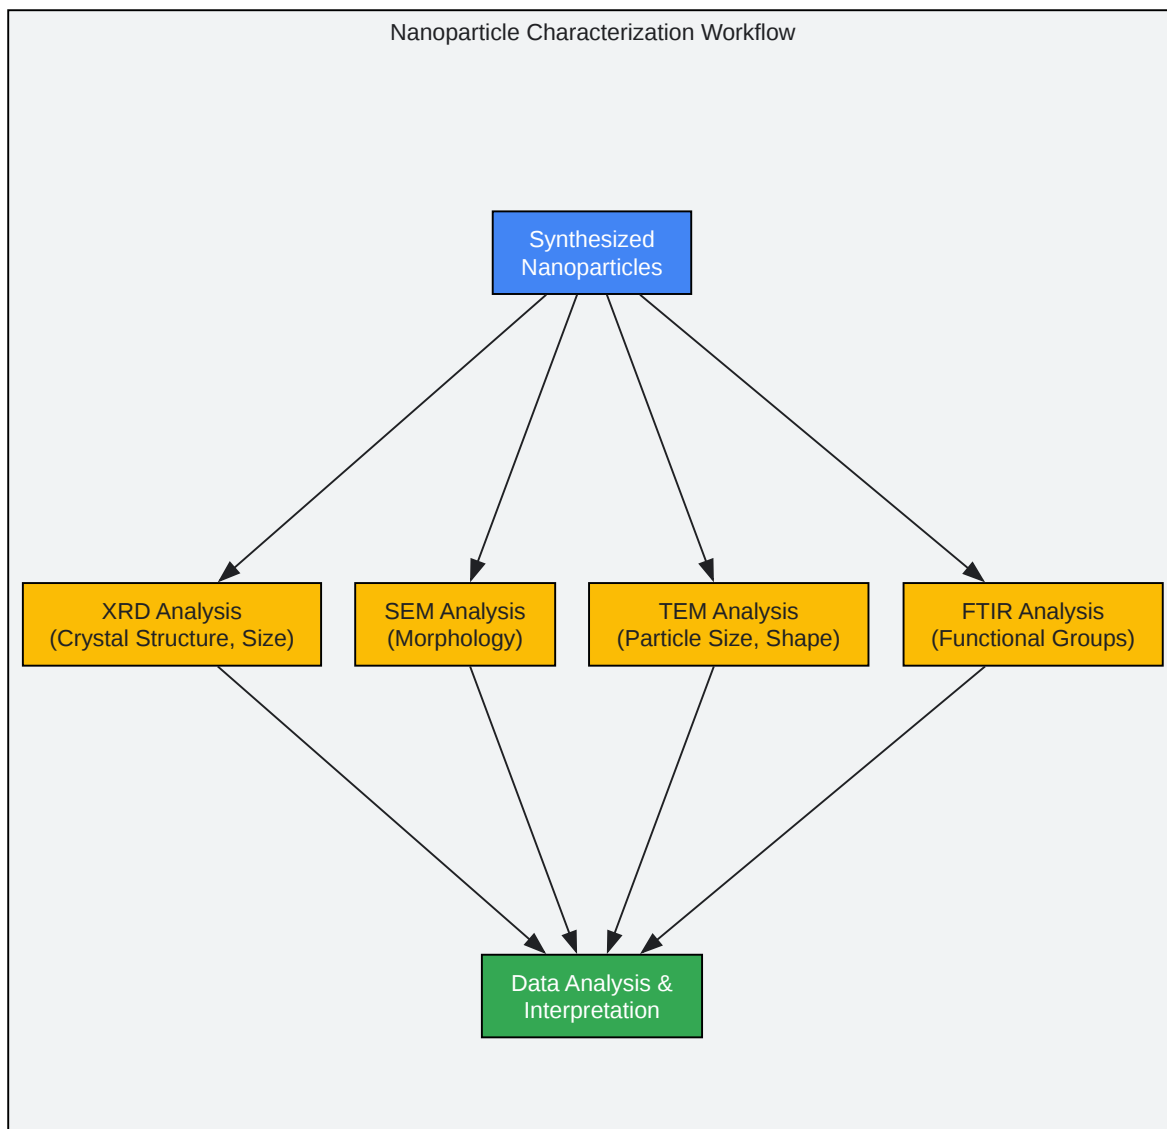 Nanoparticle Characterization Workflow
Synthesized
Nanoparticles
XRD Analysis
(Crystal Structure, Size)
SEM Analysis
(Morphology)
TEM Analysis
(Particle Size, Shape)
FTIR Analysis
(Functional Groups)
Data Analysis &
Interpretation